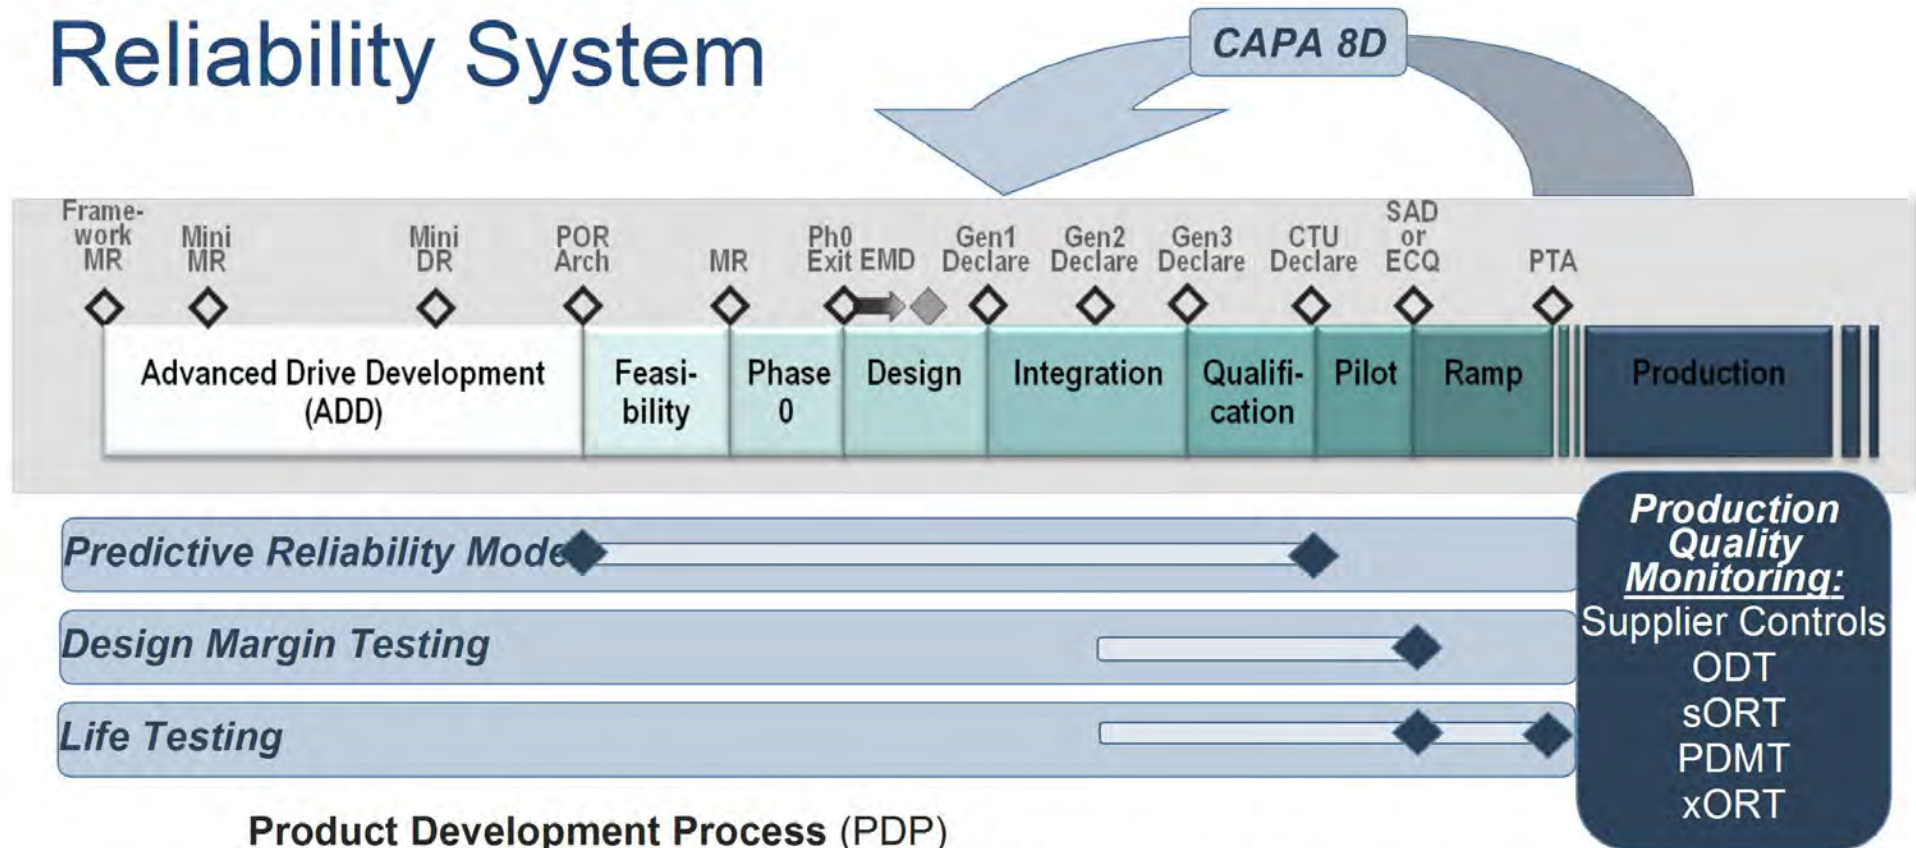 Reliability System
CAPA 8D
Frame-
work
MR
Mini
MR
Mini
DR
POR
Arch
MR
Ph0
Exit
EMD
Gen1
Declare
Gen2
Declare
Gen3
Declare
CTU
Declare
SAD
or
ECQ
PTA
Advanced Drive Development
(ADD)
Feasi-
bility
Phase
0
Design
Integration
Qualifi-
cation
Pilot
Ramp
Production
Predictive Reliability Mode
Design Margin Testing
Life Testing
Production
Quality
Monitoring:
Supplier Controls
ODT
sORT
PDMT
xORT
Product Development Process (PDP)